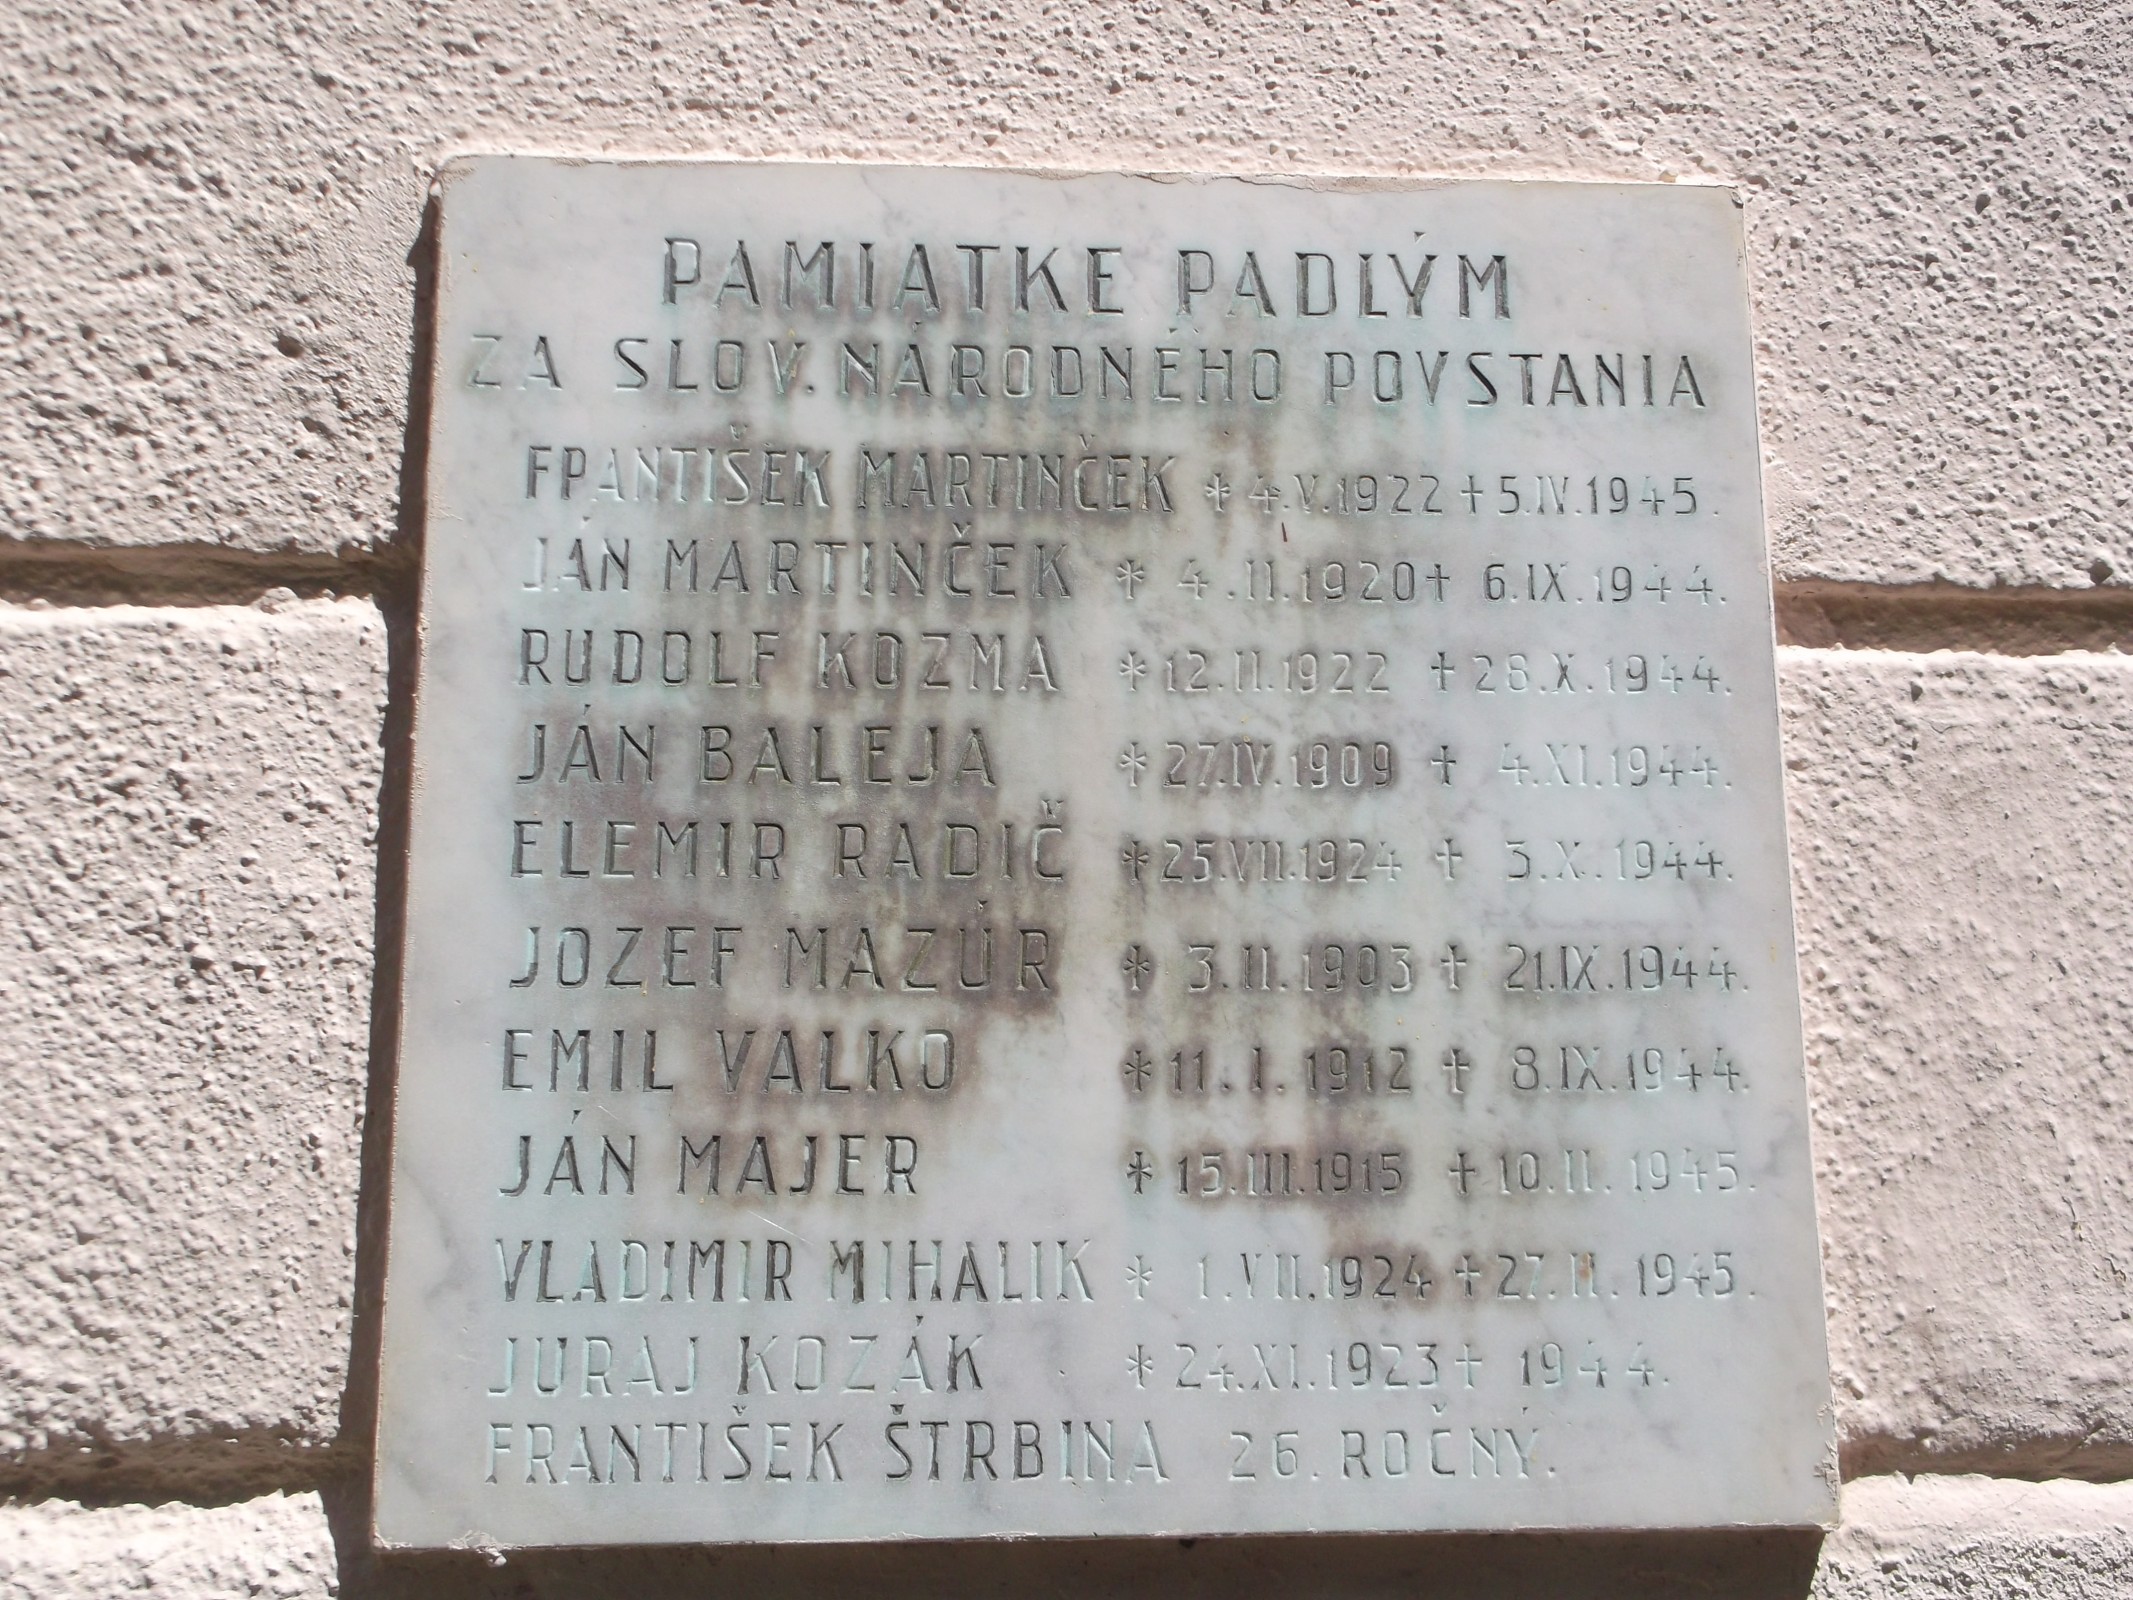 PAMIATKE PADLÝM
ZA SLOV. NÁRODNÉHO POVSTANIA
FPANTIŠEK MARTINČEK * 4.V.1922 † 5.IV.1945.
JÁN MARTINČEK * 4.II.1920 † 6.IX.1944.
RUDOLF KOZMA * 12.II.1922 † 28.X.1944.
JÁN BALEJA * 27.IV.1909 † 4.XI.1944.
ELEMIR RADIČ * 25.VII.1924 † 3.X.1944.
JOZEF MAZÚR * 3.II.1903 † 21.IX.1944.
EMIL VALKO * 11.I.1912 † 8.IX.1944.
JÁN MAJER * 15.III.1915 † 10.II.1945.
VLADIMIR MIHALIK * 1.VII.1924 † 27.II.1945.
JURAJ KOZÁK * 24.XI.1923 † 1944.
FRANTIŠEK ŠTRBINA 26. ROČNÝ.